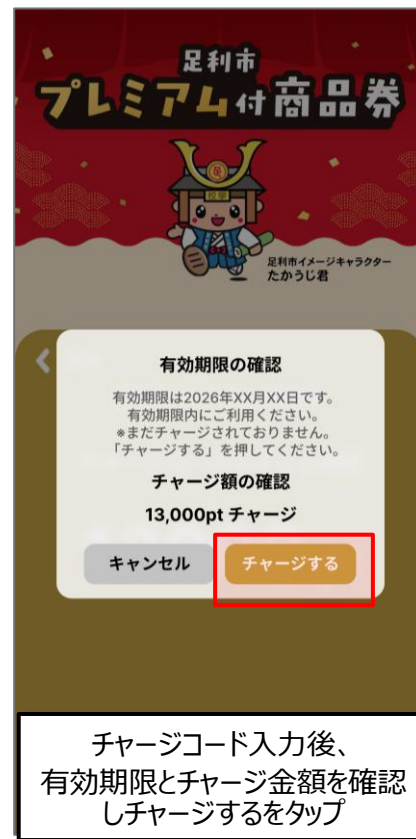 足利市
プレミアム付商品券
足利市イメージキャラクター
たかうじ君
有効期限の確認
有効期限は2026年XX月XX日です。
有効期限内にご利用ください。
※まだチャージされておりません。
「チャージする」を押してください。
チャージ額の確認
13,000pt チャージ
キャンセル
チャージする
チャージコード入力後、
有効期限とチャージ金額を確認
しチャージするをタップ